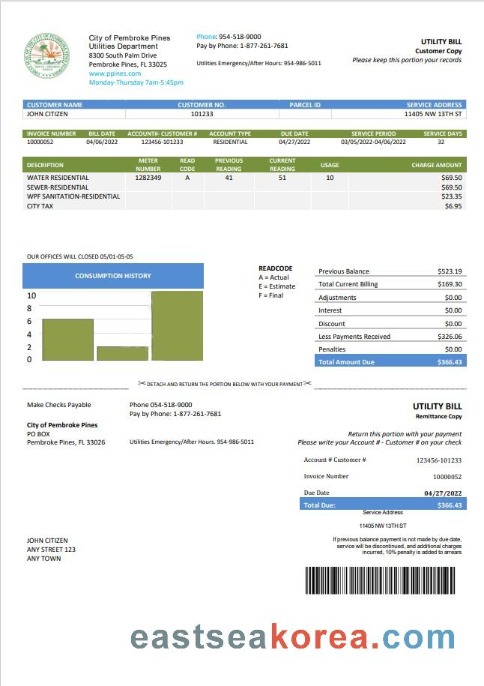 City of Pembroke Pines
Utilities Department
8300 South Palm Drive
Pembroke Pines, FL 33025
www.ppines.com
Monday-Thursday 7am-5:45pm
Phone: 954-518-9000
Pay by Phone: 1-877-261-7681
Utilities Emergency/After Hours: 954-986-5011
UTILITY BILL
Customer Copy
Please keep this portion your records
CUSTOMER NAME CUSTOMER NO. PARCEL ID SERVICE ADDRESS
JOHN CITIZEN 101233 11405 NW 13TH ST
INVOICE NUMBER BILL DATE ACCOUNT#- CUSTOMER # ACCOUNT TYPE DUE DATE SERVICE PERIOD SERVICE DAYS
10000052 04/06/2022 123456-101233 RESIDENTIAL 04/27/2022 03/05/2022-04/06/2022 32
DESCRIPTION METER NUMBER READ CODE PREVIOUS READING CURRENT READING USAGE CHARGE AMOUNT
WATER RESIDENTIAL 1282349 A 41 51 10 $69.50
SEWER-RESIDENTIAL $69.50
WPF SANITATION-RESIDENTIAL $23.35
CITY TAX $6.95
OUR OFFICES WILL CLOSED 05/01-05-05
CONSUMPTION HISTORY
10
8
6
4
2
0
READCODE
A = Actual
E = Estimate
F = Final
Previous Balance $523.19
Total Current Billing $169.30
Adjustments $0.00
Interest $0.00
Discount $0.00
Less Payments Received $326.06
Penalties $0.00
Total Amount Due $366.43
DETACH AND RETURN THE PORTION BELOW WITH YOUR PAYMENT
Make Checks Payable
City of Pembroke Pines
PO BOX
Pembroke Pines, FL 33026
Phone 054-518-9000
Pay by Phone: 1-877-261-7681
Utilities Emergency/After Hours. 954-986-5011
UTILITY BILL
Remittance Copy
Return this portion with your payment
Please write your Account # - Customer # on your check
Account # Customer # 123456-101233
Invoice Number 10000052
Due Date 04/27/2022
Total Due: $366.43
Service Address
11405 NW 13TH ST
JOHN CITIZEN
ANY STREET 123
ANY TOWN
If previous balance payment is not made by due date,
service will be discontinued, and additional charges
incurred, 10% penalty is added to arrears
eastseakorea.com